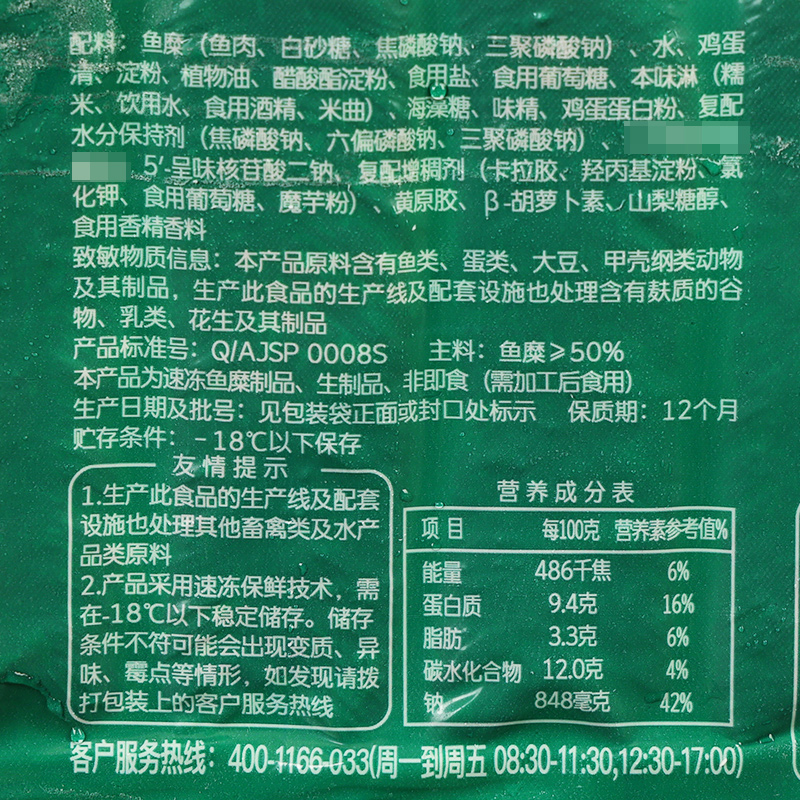 配料：鱼糜（鱼肉、白砂糖、焦磷酸钠、三聚磷酸钠）、水、鸡蛋
清、淀粉、植物油、醋酸酯淀粉、食用盐、食用葡萄糖、本味淋（糯
米、饮用水、食用酒精、米曲）、海藻糖、味精、鸡蛋蛋白粉、复配
水分保持剂（焦磷酸钠、六偏磷酸钠、三聚磷酸钠）、
5′-呈味核苷酸二钠、复配增稠剂（卡拉胶、羟丙基淀粉、氯
化钾、食用葡萄糖、魔芋粉）、黄原胶、β-胡萝卜素、山梨糖醇、
食用香精香料
致敏物质信息：本产品原料含有鱼类、蛋类、大豆、甲壳纲类动物
及其制品，生产此食品的生产线及配套设施也处理含有麸质的谷
物、乳类、花生及其制品
产品标准号：Q/AJSP 0008S 主料：鱼糜≥50%
本产品为速冻鱼糜制品、生制品、非即食（需加工后食用）
生产日期及批号：见包装袋正面或封口处标示 保质期：12个月
贮存条件：-18℃以下保存
友情提示
1.生产此食品的生产线及配套
设施也处理其他畜禽类及水产
品类原料
2.产品采用速冻保鲜技术，需
在-18℃以下稳定储存。储存
条件不符可能会出现变质、异
味、霉点等情形，如发现请拨
打包装上的客户服务热线
营养成分表
项目 每100克 营养素参考值%
能量 486千焦 6%
蛋白质 9.4克 16%
脂肪 3.3克 6%
碳水化合物 12.0克 4%
钠 848毫克 42%
客户服务热线：400-1166-033(周一到周五 08:30-11:30,12:30-17:00)